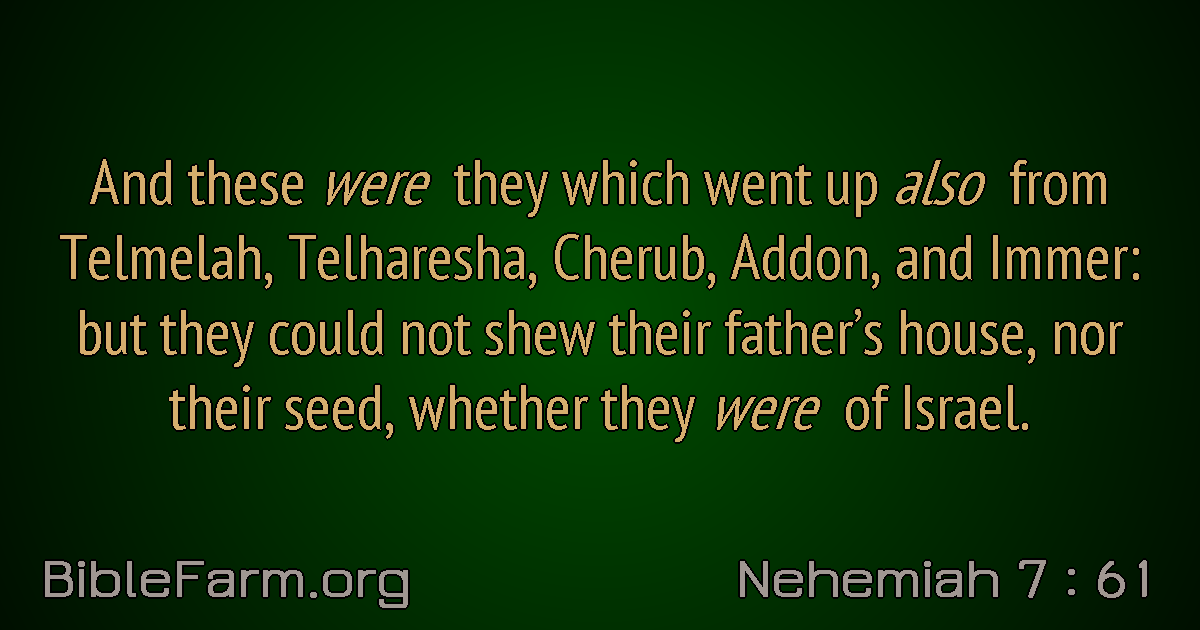 And these were they which went up also from
Telmelah, Telharesha, Cherub, Addon, and Immer:
but they could not shew their father’s house, nor
their seed, whether they were of Israel.
BibleFarm.org
Nehemiah 7 : 61